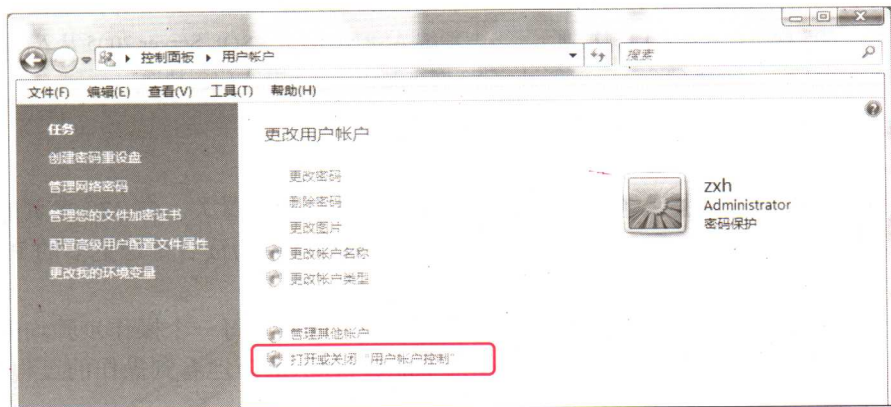 控制面板 ▸ 用户帐户
搜索
文件(F) 编辑(E) 查看(V) 工具(T) 帮助(H)
任务
创建密码重设盘
管理网络密码
管理您的文件加密证书
配置高级用户配置文件属性
更改我的环境变量
更改用户帐户
更改密码
删除密码
更改图片
更改帐户名称
更改帐户类型
管理其他帐户
打开或关闭“用户帐户控制”
zxh
Administrator
密码保护